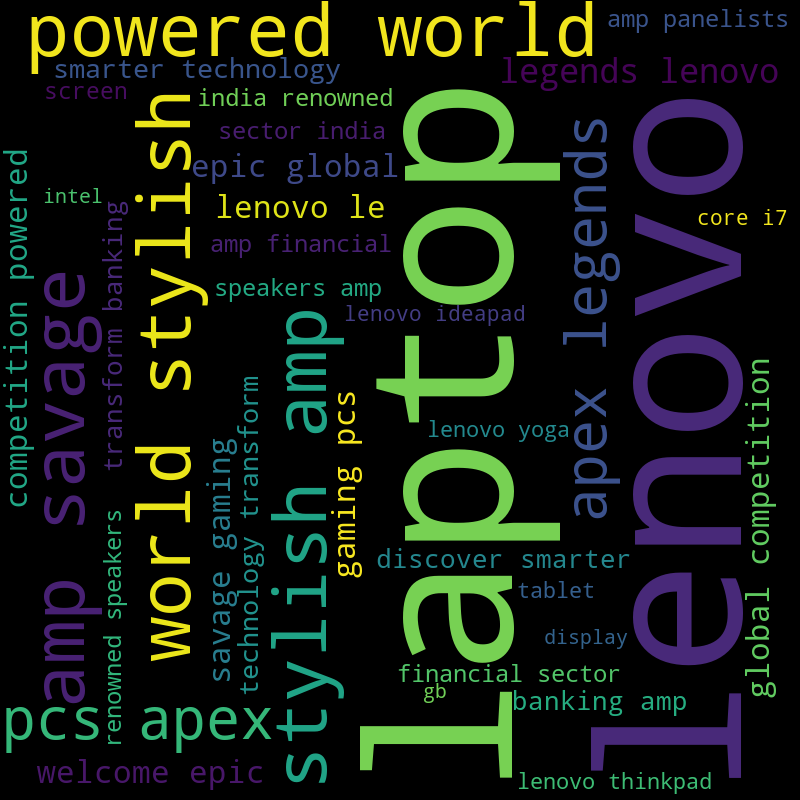 powered world
amp panelists
smarter technology
legends lenovo
screen
india renowned
sector india
epic global
intel
lenovo le
core i7
amp financial
speakers amp
lenovo ideapad
competition powered
amp savage
transform banking
world stylish
laptop
apex legends
lenovo
stylish amp
gaming pcs
lenovo yoga
savage gaming
technology transform
global competition
renowned speakers
discover smarter
tablet
display
financial sector
gb
banking amp
pcs apex
welcome epic
lenovo thinkpad